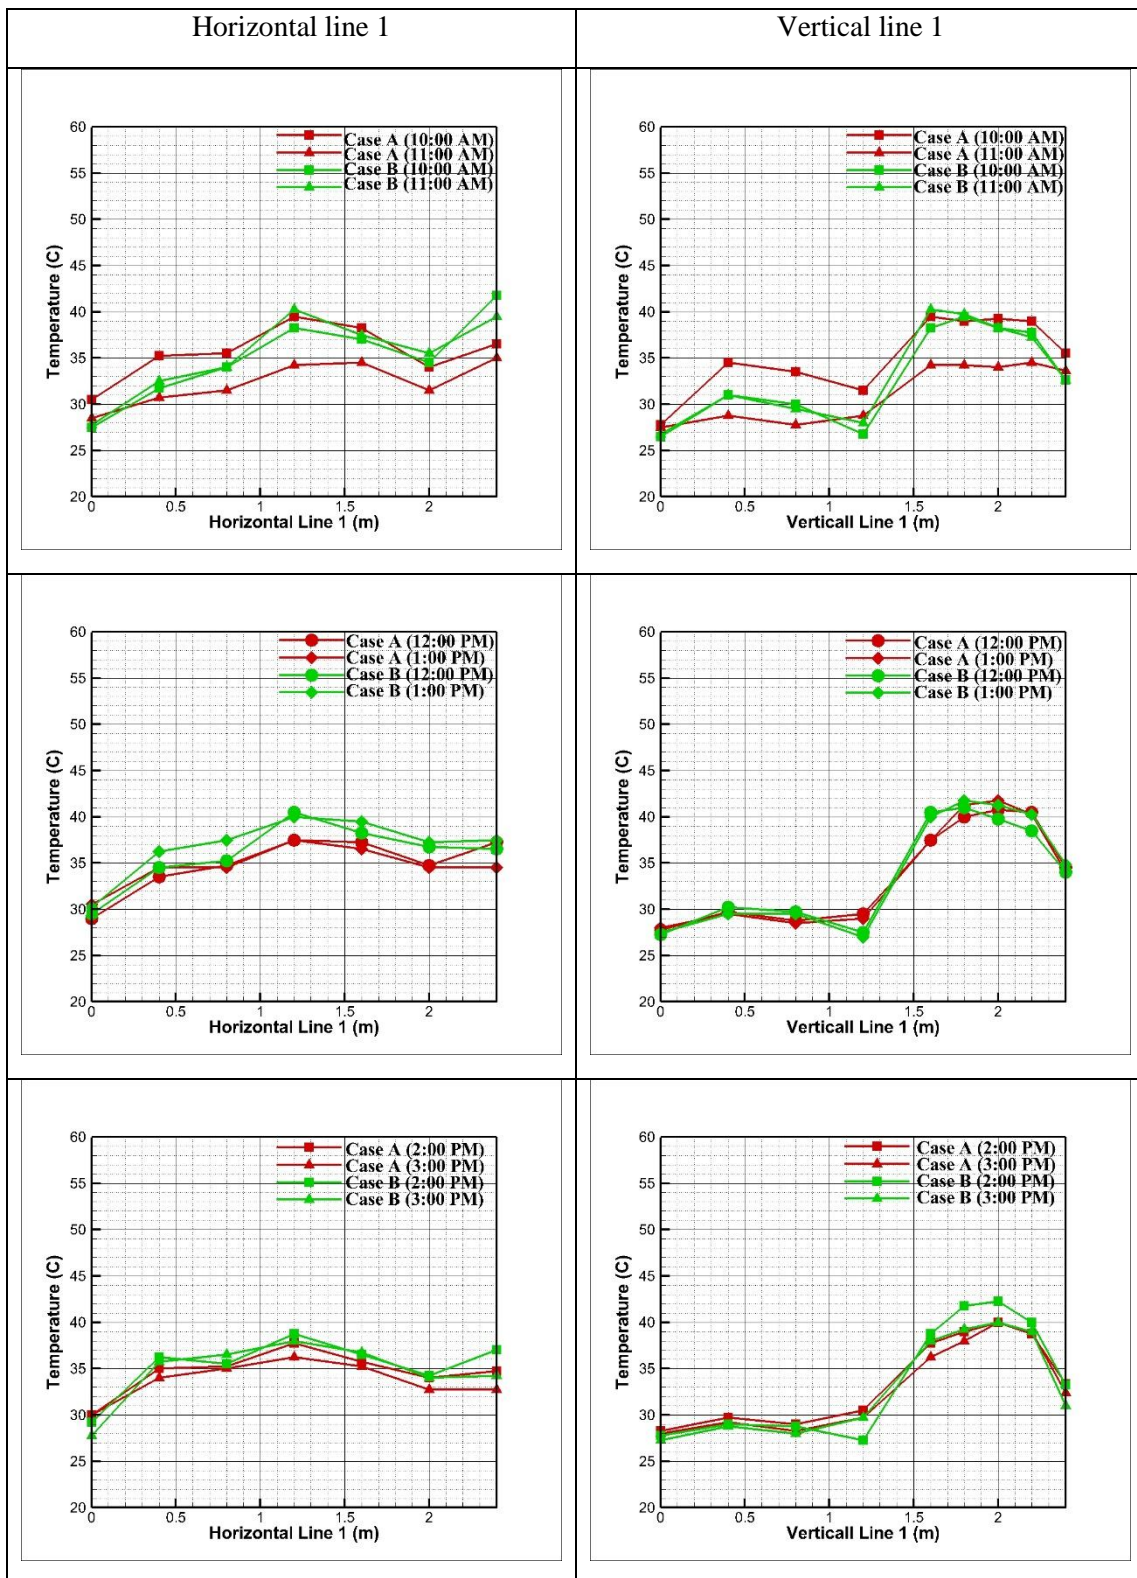 Horizontal line 1
Vertical line 1
60
55
50
45
40
35
30
25
20
Temperature (C)
Case A (10:00 AM)
Case A (11:00 AM)
Case B (10:00 AM)
Case B (11:00 AM)
0 0.5 1 1.5 2
Horizontal Line 1 (m)
60
55
50
45
40
35
30
25
20
Temperature (C)
Case A (10:00 AM)
Case A (11:00 AM)
Case B (10:00 AM)
Case B (11:00 AM)
0 0.5 1 1.5 2
Verticall Line 1 (m)
60
55
50
45
40
35
30
25
20
Temperature (C)
Case A (12:00 PM)
Case A (1:00 PM)
Case B (12:00 PM)
Case B (1:00 PM)
0 0.5 1 1.5 2
Horizontal Line 1 (m)
60
55
50
45
40
35
30
25
20
Temperature (C)
Case A (12:00 PM)
Case A (1:00 PM)
Case B (12:00 PM)
Case B (1:00 PM)
0 0.5 1 1.5 2
Verticall Line 1 (m)
60
55
50
45
40
35
30
25
20
Temperature (C)
Case A (2:00 PM)
Case A (3:00 PM)
Case B (2:00 PM)
Case B (3:00 PM)
0 0.5 1 1.5 2
Horizontal Line 1 (m)
60
55
50
45
40
35
30
25
20
Temperature (C)
Case A (2:00 PM)
Case A (3:00 PM)
Case B (2:00 PM)
Case B (3:00 PM)
0 0.5 1 1.5 2
Verticall Line 1 (m)